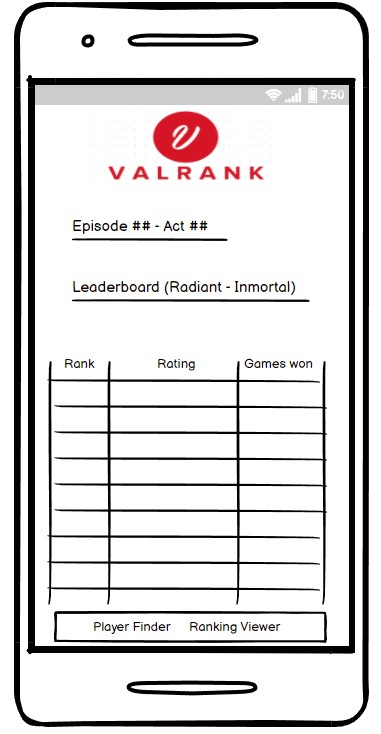 7:50
V
VALRANK
Episode ## - Act ##
Leaderboard (Radiant - Inmortal)
Rank Rating Games won
Player Finder Ranking Viewer